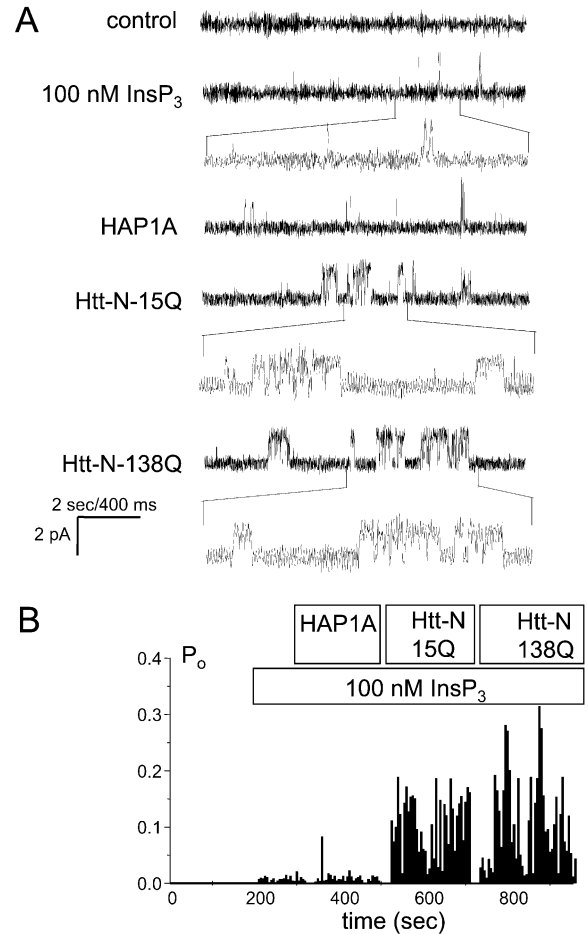 A
control
100 nM InsP₃
HAP1A
Htt-N-15Q
Htt-N-138Q
2 sec/400 ms
2 pA
B
HAP1A
Htt-N
15Q
Htt-N
138Q
Pₒ
100 nM InsP₃
0.4
0.3
0.2
0.1
0.0
0 200 400 600 800
time (sec)